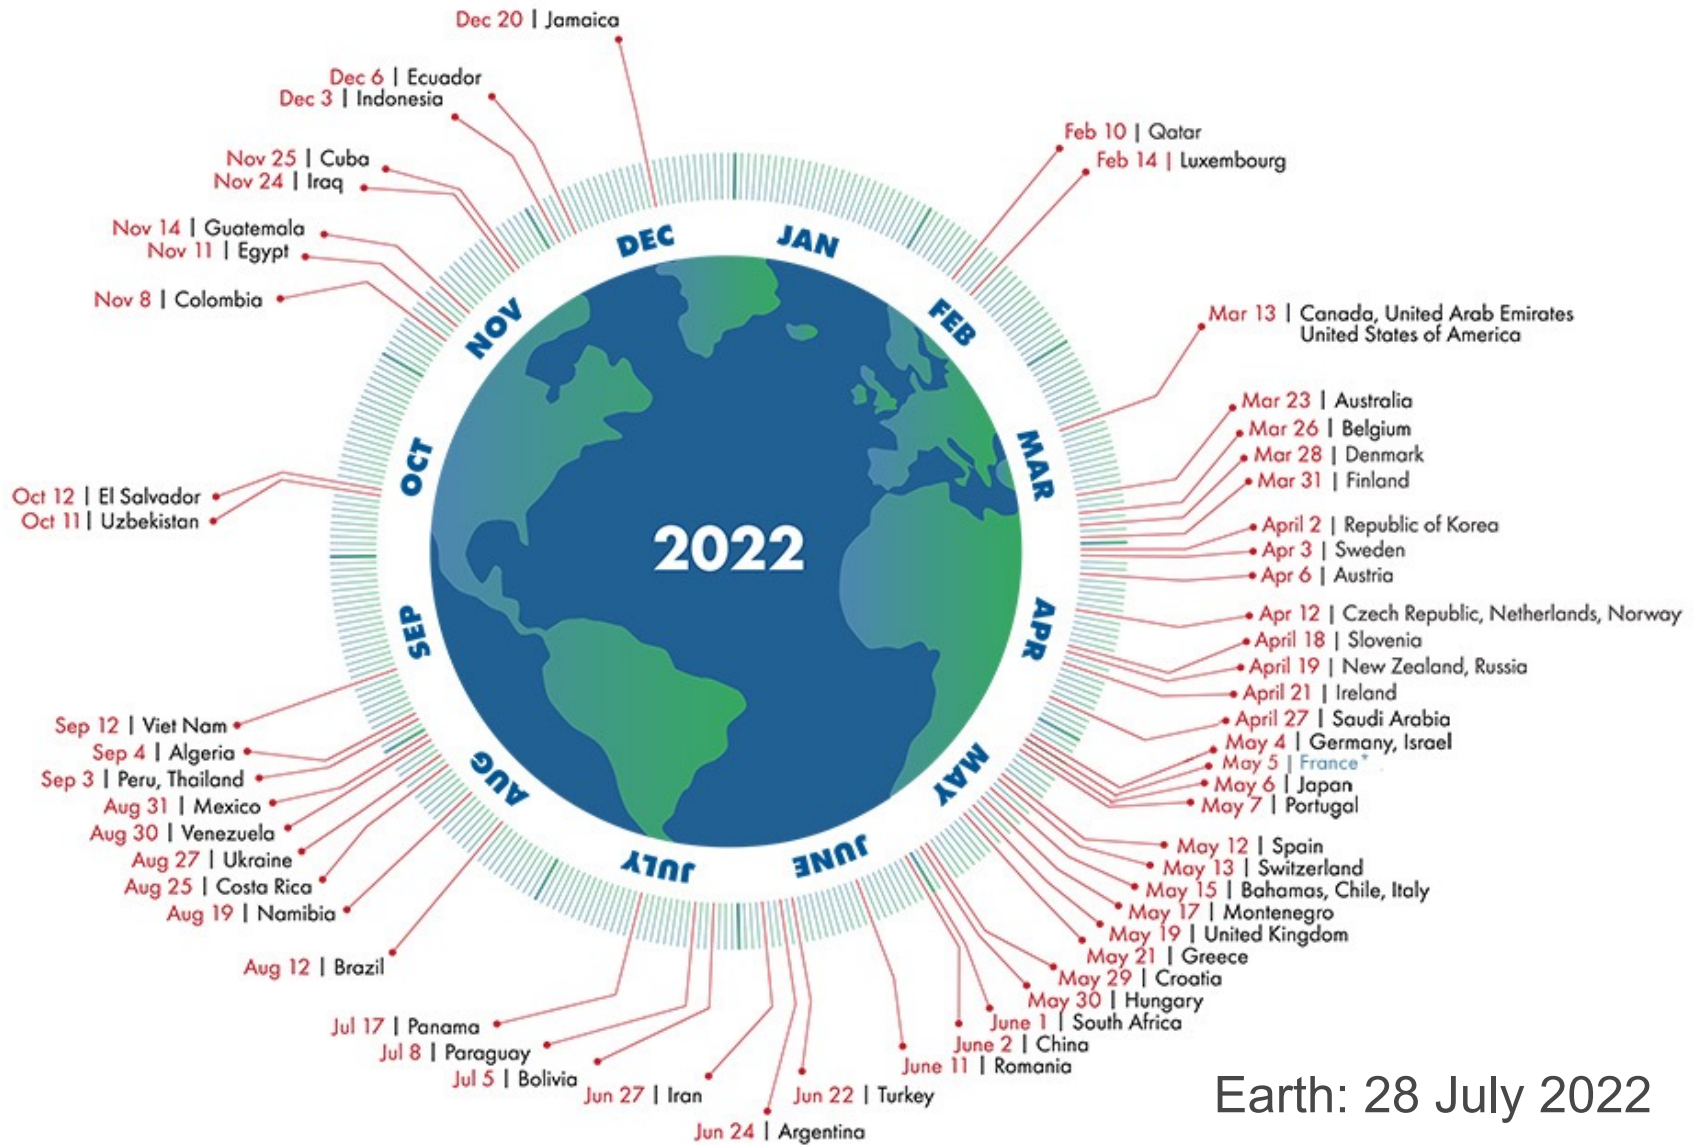 Dec 20 | Jamaica
Dec 6 | Ecuador
Dec 3 | Indonesia
Nov 25 | Cuba
Nov 24 | Iraq
Nov 14 | Guatemala
Nov 11 | Egypt
Nov 8 | Colombia
Oct 12 | El Salvador
Oct 11 | Uzbekistan
Sep 12 | Viet Nam
Sep 4 | Algeria
Sep 3 | Peru, Thailand
Aug 31 | Mexico
Aug 30 | Venezuela
Aug 27 | Ukraine
Aug 25 | Costa Rica
Aug 19 | Namibia
Aug 12 | Brazil
Jul 17 | Panama
Jul 8 | Paraguay
Jul 5 | Bolivia
Jun 27 | Iran
Jun 24 | Argentina
Jun 22 | Turkey
Feb 10 | Qatar
Feb 14 | Luxembourg
Mar 13 | Canada, United Arab Emirates
United States of America
Mar 23 | Australia
Mar 26 | Belgium
Mar 28 | Denmark
Mar 31 | Finland
April 2 | Republic of Korea
Apr 3 | Sweden
Apr 6 | Austria
Apr 12 | Czech Republic, Netherlands, Norway
April 18 | Slovenia
April 19 | New Zealand, Russia
April 21 | Ireland
April 27 | Saudi Arabia
May 4 | Germany, Israel
May 5 | France*
May 6 | Japan
May 7 | Portugal
May 12 | Spain
May 13 | Switzerland
May 15 | Bahamas, Chile, Italy
May 17 | Montenegro
May 19 | United Kingdom
May 21 | Greece
May 29 | Croatia
May 30 | Hungary
June 1 | South Africa
June 2 | China
June 11 | Romania
JAN
FEB
MAR
APR
MAY
JUNE
JULY
AUG
SEP
OCT
NOV
DEC
2022
Earth: 28 July 2022